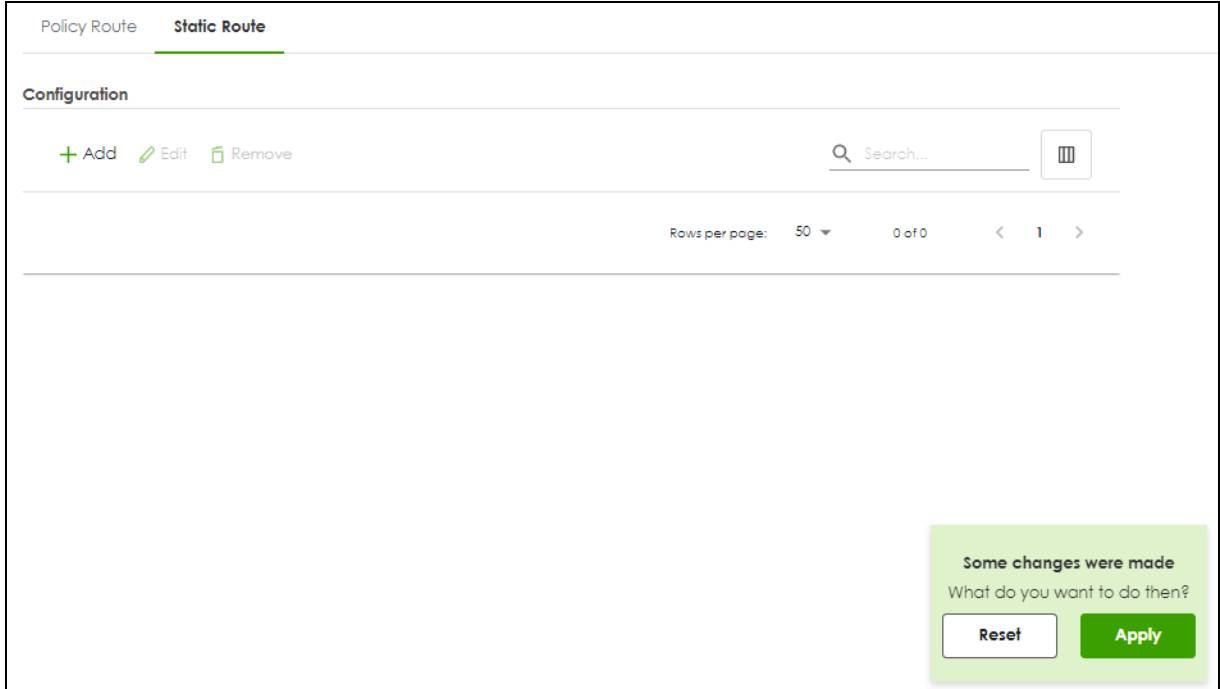 Policy Route Static Route
Configuration
Add Edit Remove Search...
Rows per page: 50 0 of 0 1
Some changes were made
What do you want to do then?
Reset Apply